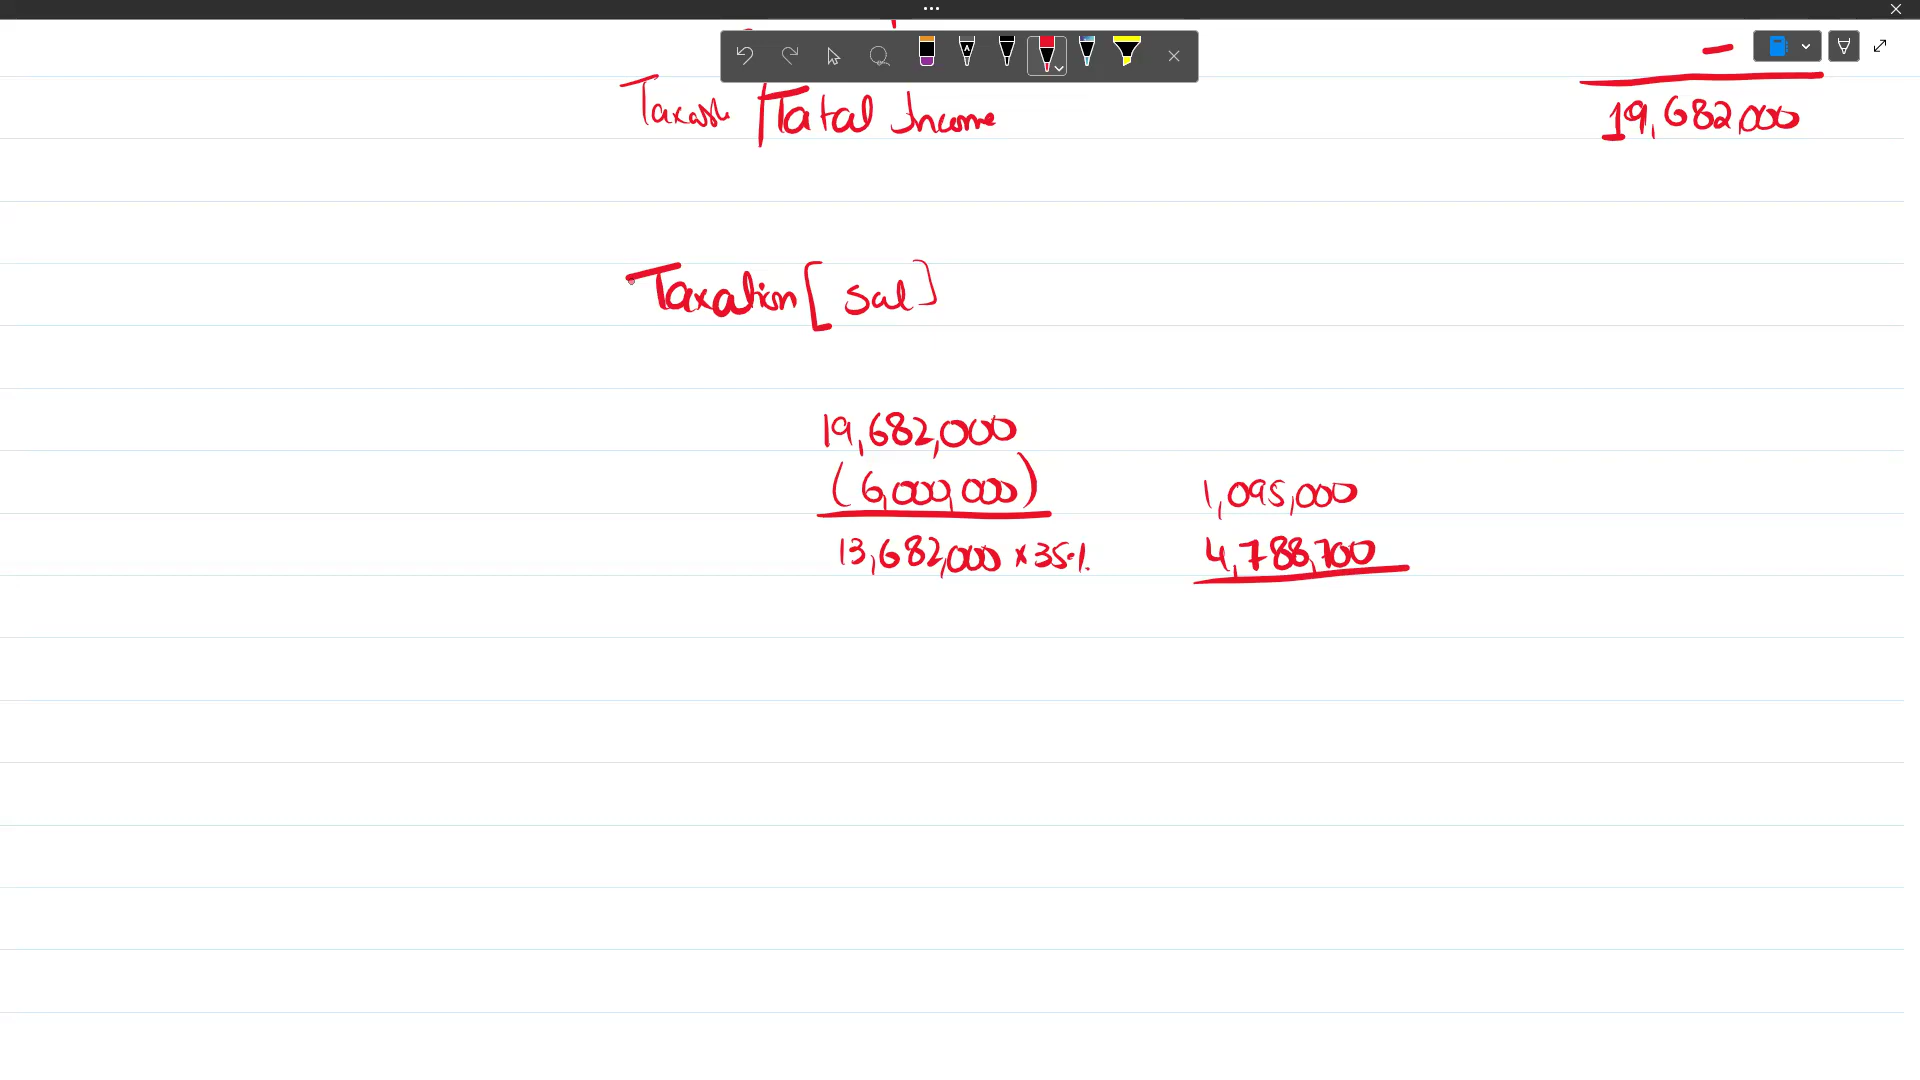 Taxable | Total Income 19,682,000
Taxation [ sal ]
19,682,000
(6,000,000) 1,095,000
13,682,000 × 35% 4,788,700